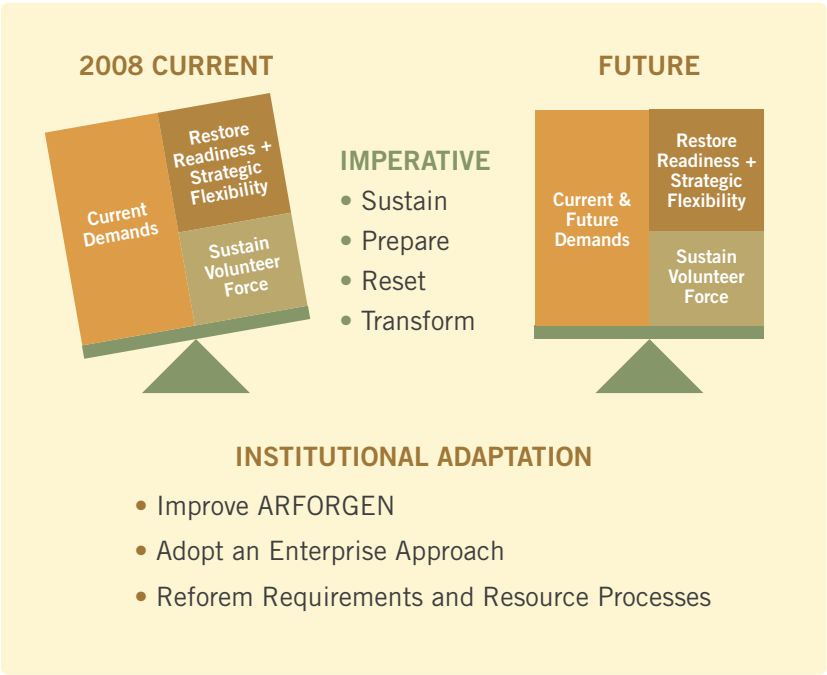 2008 CURRENT
Current
Demands
Restore
Readiness +
Strategic
Flexibility
Sustain
Volunteer
Force
IMPERATIVE
• Sustain
• Prepare
• Reset
• Transform
FUTURE
Current &
Future
Demands
Restore
Readiness +
Strategic
Flexibility
Sustain
Volunteer
Force
INSTITUTIONAL ADAPTATION
• Improve ARFORGEN
• Adopt an Enterprise Approach
• Reforem Requirements and Resource Processes